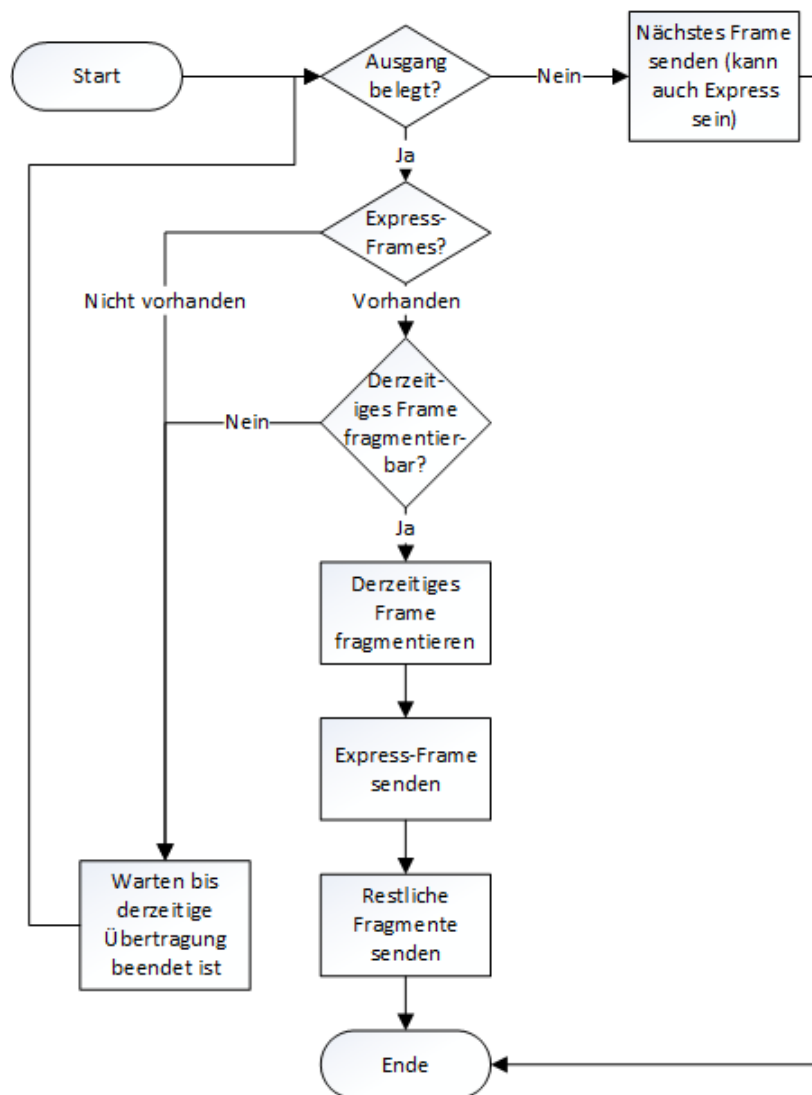 Start
Ausgang
belegt?
Nein
Nächstes Frame
senden (kann
auch Express
sein)
Ja
Express-
Frames?
Nicht vorhanden
Vorhanden
Derzeit-
iges Frame
fragmentier-
bar?
Nein
Ja
Derzeitiges
Frame
fragmentieren
Express-Frame
senden
Warten bis
derzeitige
Übertragung
beendet ist
Restliche
Fragmente
senden
Ende